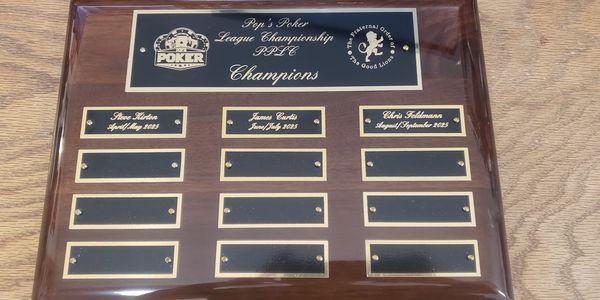 Pop's Poker
League Championship
PPLC
Champions
POKER
The Fraternal Order of
The Good Lions
Steve Kirton
April/May 2025
James Curtis
June/July 2025
Chris Foldmann
August/September 2025